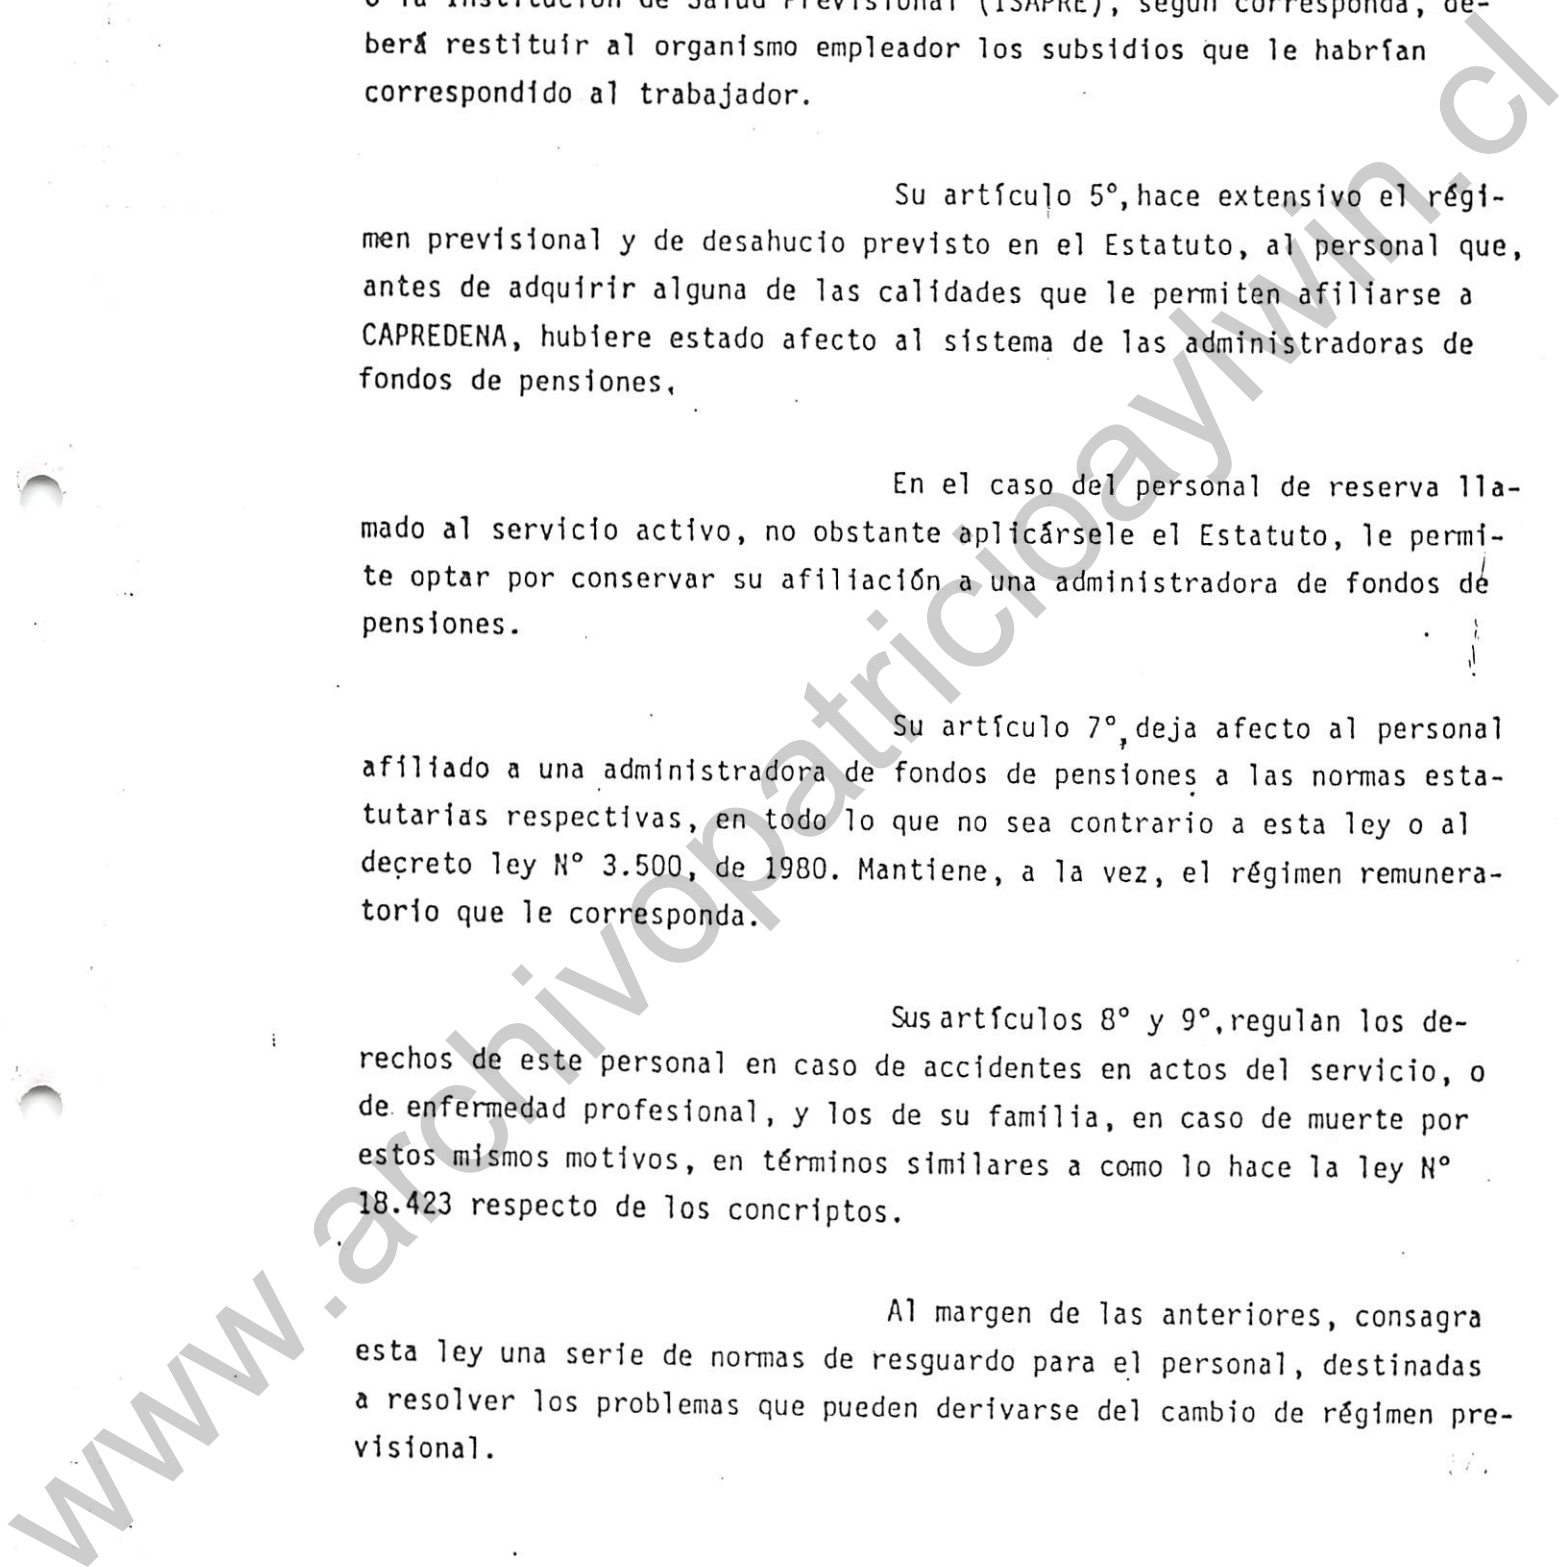 o la Institución de Salud Previsional (ISAPRE), según corresponda, de-
berá restituir al organismo empleador los subsidios que le habrían
correspondido al trabajador.
Su artículo 5°, hace extensivo el régi-
men previsional y de desahucio previsto en el Estatuto, al personal que,
antes de adquirir alguna de las calidades que le permiten afiliarse a
CAPREDENA, hubiere estado afecto al sistema de las administradoras de
fondos de pensiones.
En el caso del personal de reserva lla-
mado al servicio activo, no obstante aplicársele el Estatuto, le permi-
te optar por conservar su afiliación a una administradora de fondos de
pensiones.
Su artículo 7°, deja afecto al personal
afiliado a una administradora de fondos de pensiones a las normas esta-
tutarias respectivas, en todo lo que no sea contrario a esta ley o al
decreto ley N° 3.500, de 1980. Mantiene, a la vez, el régimen remunera-
torio que le corresponda.
Sus artículos 8° y 9°, regulan los de-
rechos de este personal en caso de accidentes en actos del servicio, o
de enfermedad profesional, y los de su familia, en caso de muerte por
estos mismos motivos, en términos similares a como lo hace la ley N°
18.423 respecto de los concriptos.
Al margen de las anteriores, consagra
esta ley una serie de normas de resguardo para el personal, destinadas
a resolver los problemas que pueden derivarse del cambio de régimen pre-
visional.
www.archivopatricioaylwin.cl